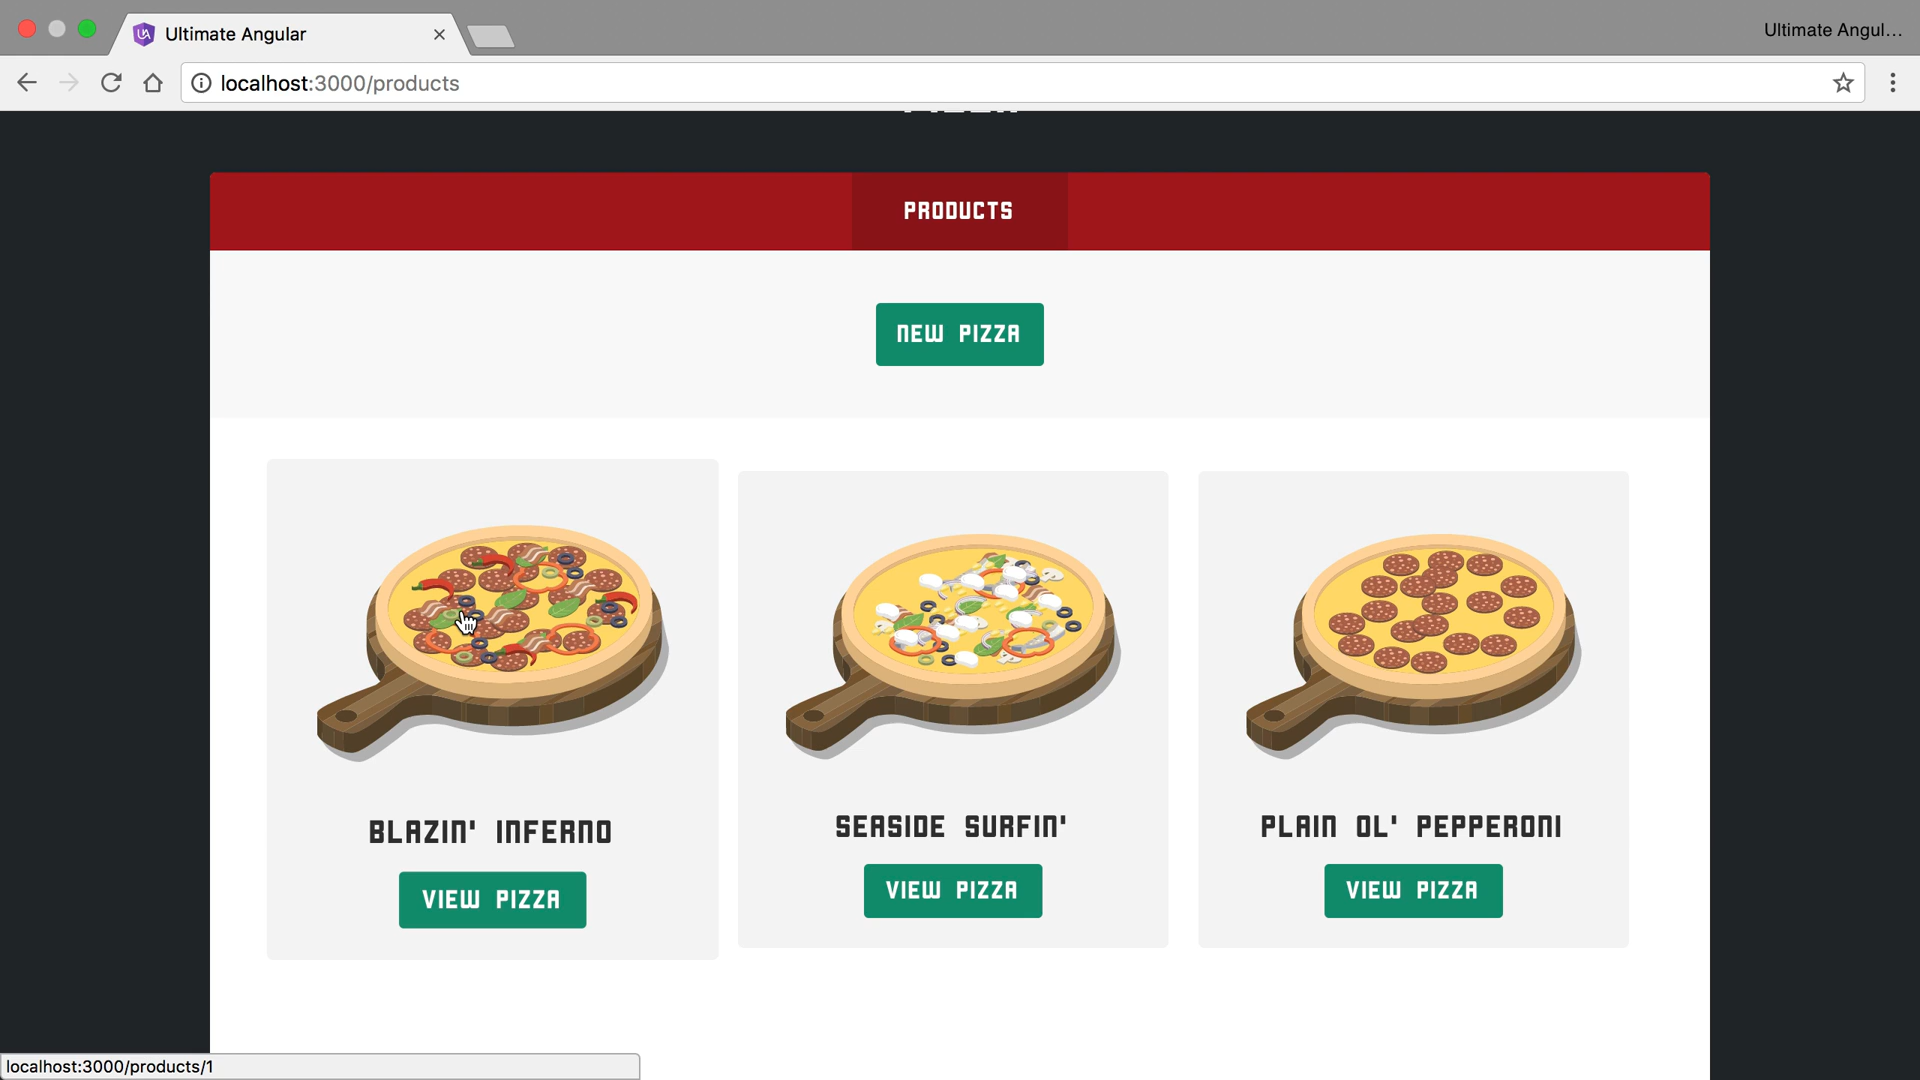 Ultimate Angular
Ultimate Angul...
localhost:3000/products
PRODUCTS
NEW PIZZA
BLAZIN' INFERNO
VIEW PIZZA
SEASIDE SURFIN'
VIEW PIZZA
PLAIN OL' PEPPERONI
VIEW PIZZA
localhost:3000/products/1